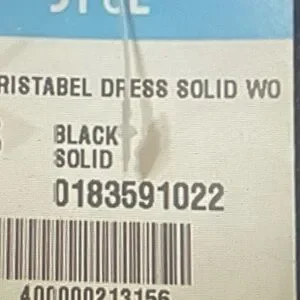 RISTABEL DRESS SOLID WO
BLACK
SOLID
0183591022
400000213156